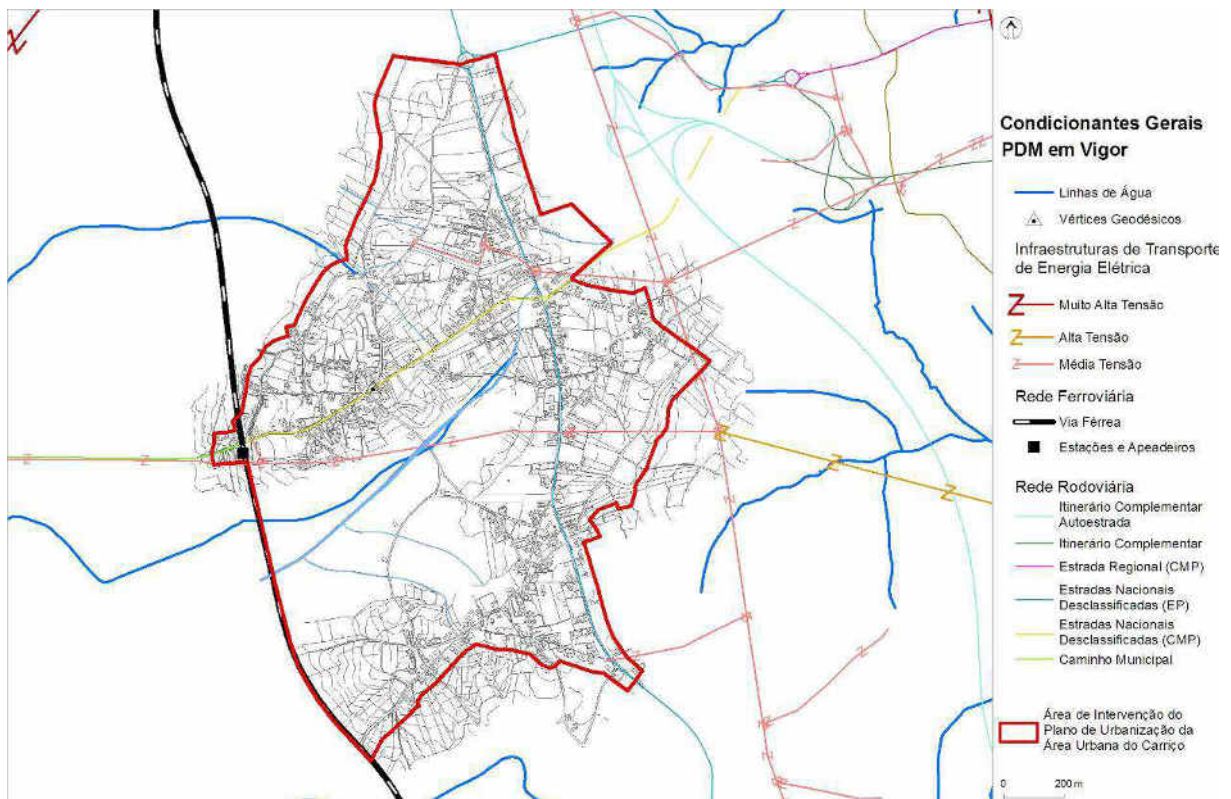 Condicionantes Gerais
PDM em Vigor
Linhas de Água
Vértices Geodésicos
Infraestruturas de Transporte
de Energia Elétrica
Muito Alta Tensão
Alta Tensão
Média Tensão
Rede Ferroviária
Via Férrea
Estações e Apeadeiros
Rede Rodoviária
Itinerário Complementar
Autoestrada
Itinerário Complementar
Estrada Regional (CMP)
Estradas Nacionais
Desclassificadas (EP)
Estradas Nacionais
Desclassificadas (CMP)
Caminho Municipal
Área de Intervenção do
Plano de Urbanização da
Área Urbana do Carriço
0 200 m